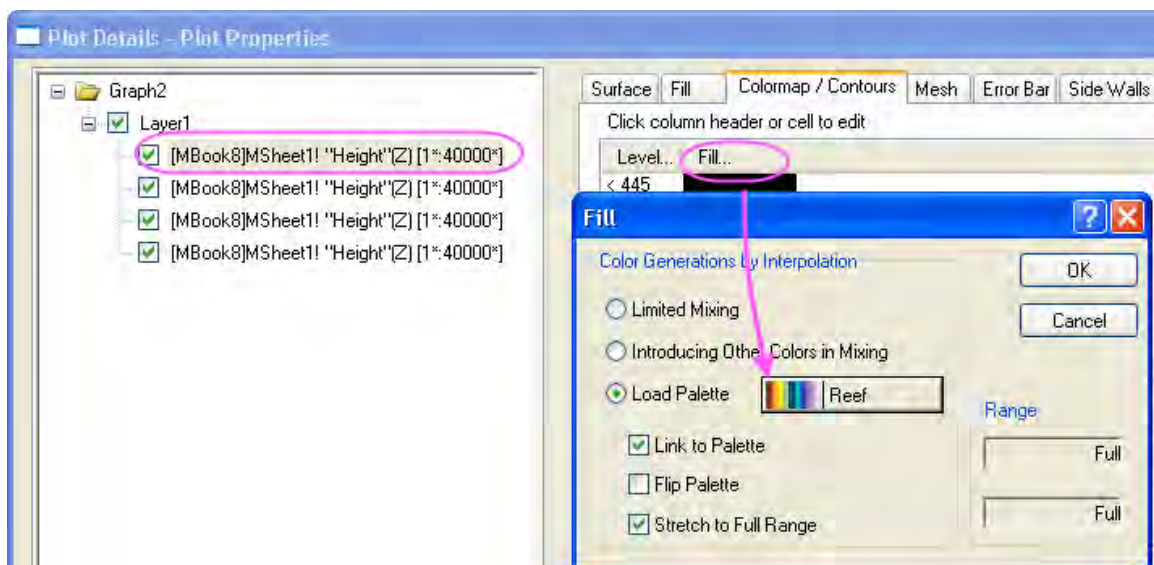 Plot Details - Plot Properties
Graph2
Layer1
[MBook8]MSheet1! "Height"(Z) [1*:40000*]
[MBook8]MSheet1! "Height"(Z) [1*:40000*]
[MBook8]MSheet1! "Height"(Z) [1*:40000*]
[MBook8]MSheet1! "Height"(Z) [1*:40000*]
Surface Fill Colormap / Contours Mesh Error Bar Side Walls
Click column header or cell to edit
Level... Fill...
< 445
Fill
Color Generations by Interpolation
OK
Limited Mixing
Cancel
Introducing Othe Colors in Mixing
Load Palette Reef
Range
Link to Palette
Full
Flip Palette
Stretch to Full Range
Full